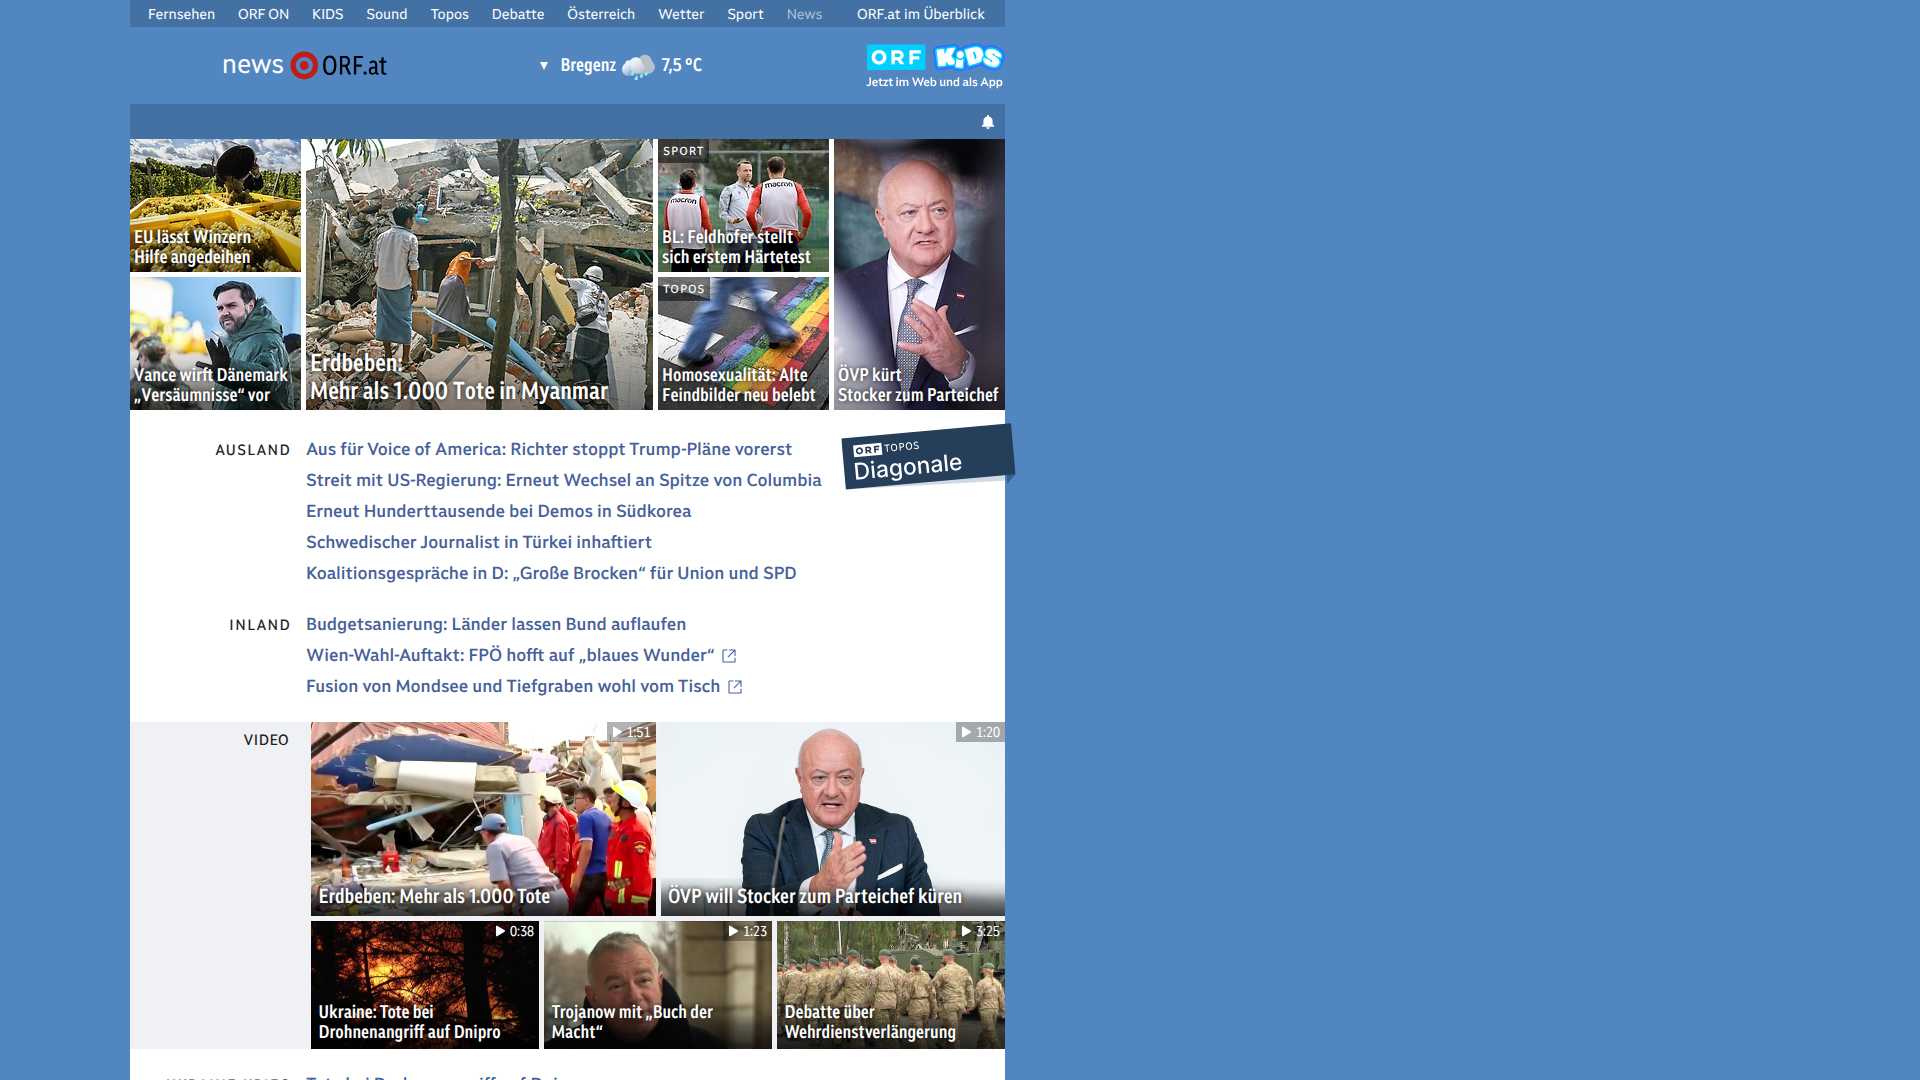 Fernsehen ORF ON KIDS Sound Topos Debatte Österreich Wetter Sport News ORF.at im Überblick
news ORF.at
▼ Bregenz 7,5 °C
ORF KiDS
Jetzt im Web und als App
EU lässt Winzern
Hilfe angedeihen
Vance wirft Dänemark
„Versäumnisse“ vor
Erdbeben:
Mehr als 1.000 Tote in Myanmar
SPORT
macron
macron
BL: Feldhofer stellt
sich erstem Härtetest
TOPOS
Homosexualität: Alte
Feindbilder neu belebt
ÖVP kürt
Stocker zum Parteichef
AUSLAND
Aus für Voice of America: Richter stoppt Trump-Pläne vorerst
Streit mit US-Regierung: Erneut Wechsel an Spitze von Columbia
Erneut Hunderttausende bei Demos in Südkorea
Schwedischer Journalist in Türkei inhaftiert
Koalitionsgespräche in D: „Große Brocken“ für Union und SPD
ORF TOPOS
Diagonale
INLAND
Budgetsanierung: Länder lassen Bund auflaufen
Wien-Wahl-Auftakt: FPÖ hofft auf „blaues Wunder“
Fusion von Mondsee und Tiefgraben wohl vom Tisch
VIDEO
1:51
Erdbeben: Mehr als 1.000 Tote
1:20
ÖVP will Stocker zum Parteichef küren
0:38
Ukraine: Tote bei
Drohnenangriff auf Dnipro
1:23
Trojanow mit „Buch der
Macht“
3:25
Debatte über
Wehrdienstverlängerung